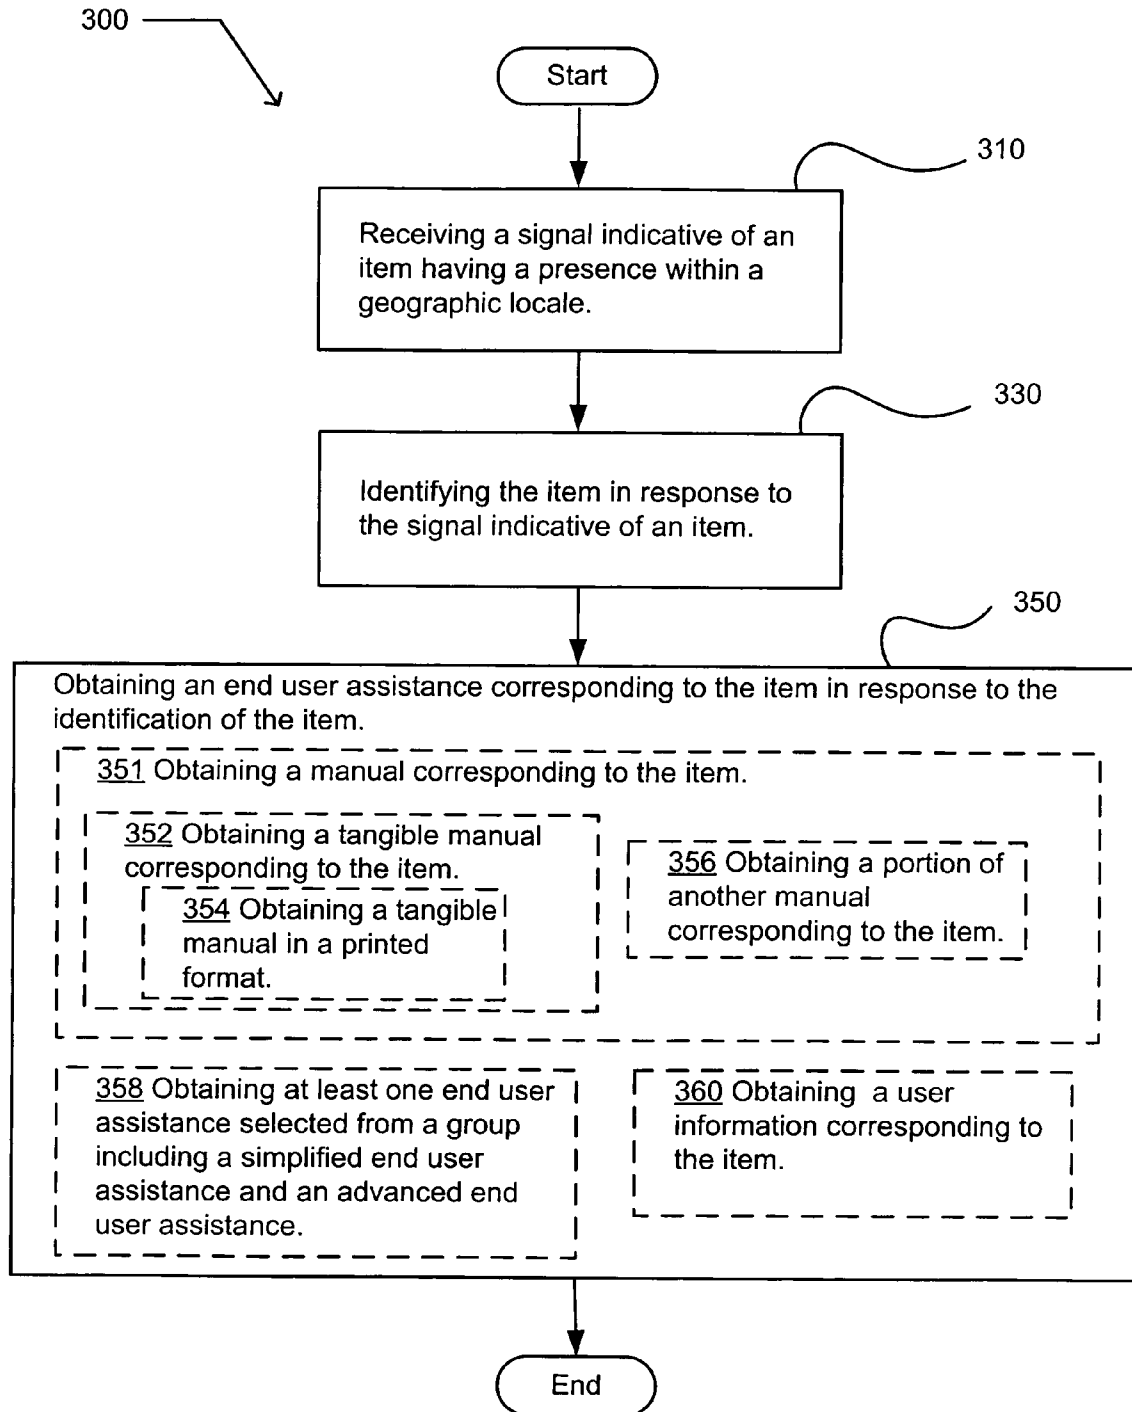 300
Start
310
Receiving a signal indicative of an
item having a presence within a
geographic locale.
330
Identifying the item in response to
the signal indicative of an item.
350
Obtaining an end user assistance corresponding to the item in response to the
identification of the item.
351 Obtaining a manual corresponding to the item.
352 Obtaining a tangible manual
corresponding to the item.
354 Obtaining a tangible
manual in a printed
format.
356 Obtaining a portion of
another manual
corresponding to the item.
358 Obtaining at least one end user
assistance selected from a group
including a simplified end user
assistance and an advanced end
user assistance.
360 Obtaining a user
information corresponding to
the item.
End